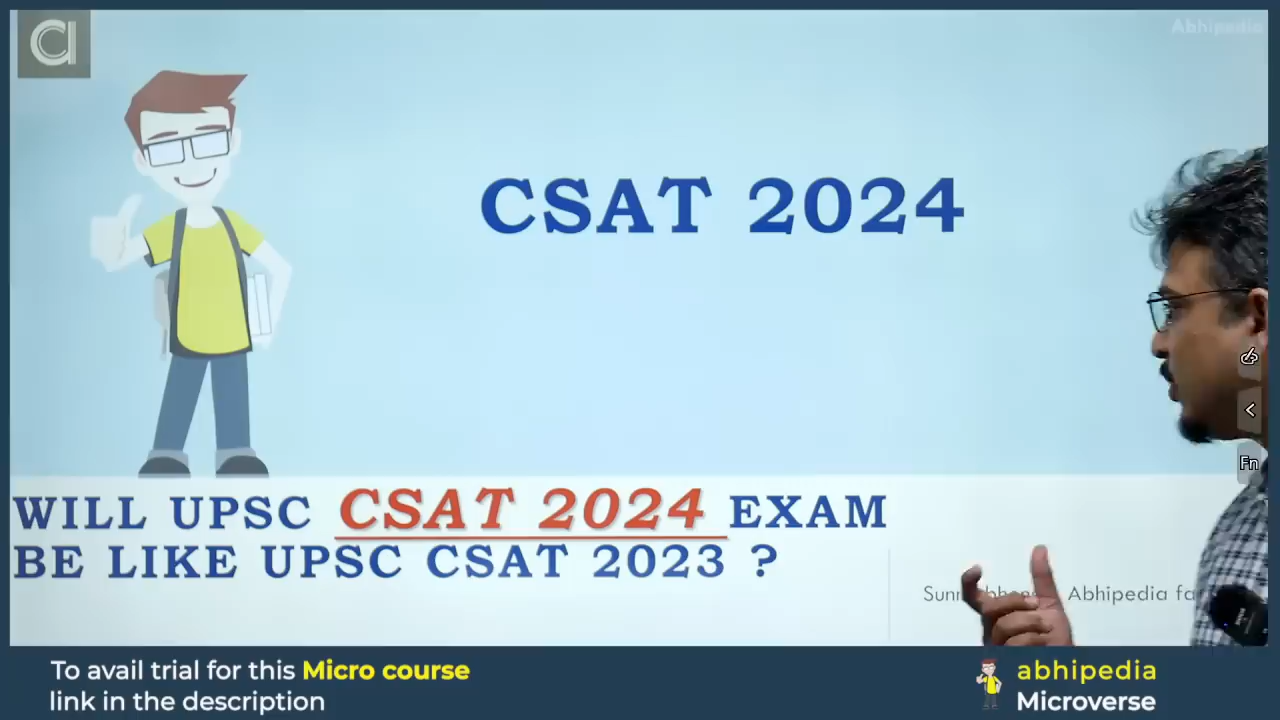 Abhipedia
CSAT 2024
WILL UPSC CSAT 2024 EXAM
BE LIKE UPSC CSAT 2023 ?
Abhipedia
Fn
To avail trial for this Micro course
link in the description
abhipedia
Microverse